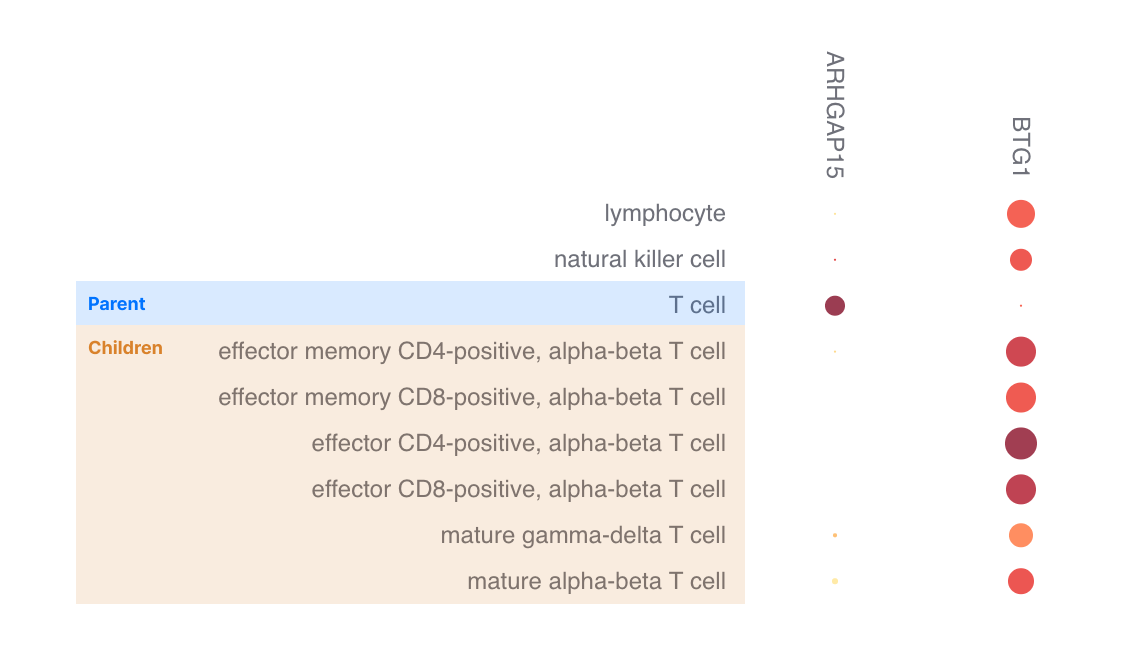 ARHGAP15
BTG1
lymphocyte
natural killer cell
Parent T cell
Children effector memory CD4-positive, alpha-beta T cell
effector memory CD8-positive, alpha-beta T cell
effector CD4-positive, alpha-beta T cell
effector CD8-positive, alpha-beta T cell
mature gamma-delta T cell
mature alpha-beta T cell